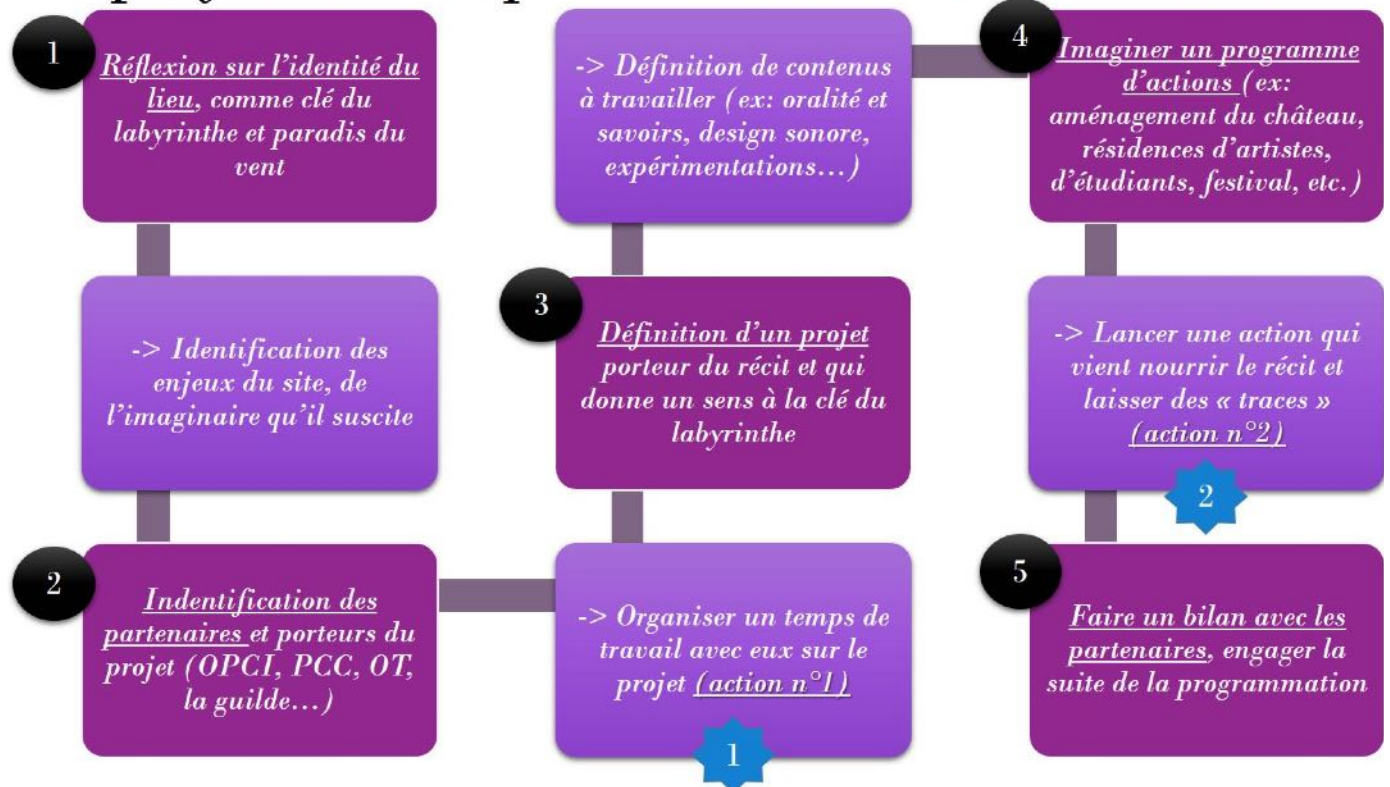 1
Réflexion sur l'identité du
lieu, comme clé du
labyrinthe et paradis du
vent
-> Identification des
enjeux du site, de
l'imaginaire qu'il suscite
2
Indentification des
partenaires et porteurs du
projet (OPCI, PCC, OT,
la guilde...)
-> Organiser un temps de
travail avec eux sur le
projet (action n°1)
1
3
Définition d'un projet
porteur du récit et qui
donne un sens à la clé du
labyrinthe
-> Définition de contenus
à travailler (ex: oralité et
savoirs, design sonore,
expérimentations...)
4
Imaginer un programme
d'actions (ex:
aménagement du château,
résidences d'artistes,
d'étudiants, festival, etc.)
-> Lancer une action qui
vient nourrir le récit et
laisser des « traces »
(action n°2)
2
5
Faire un bilan avec les
partenaires, engager la
suite de la programmation